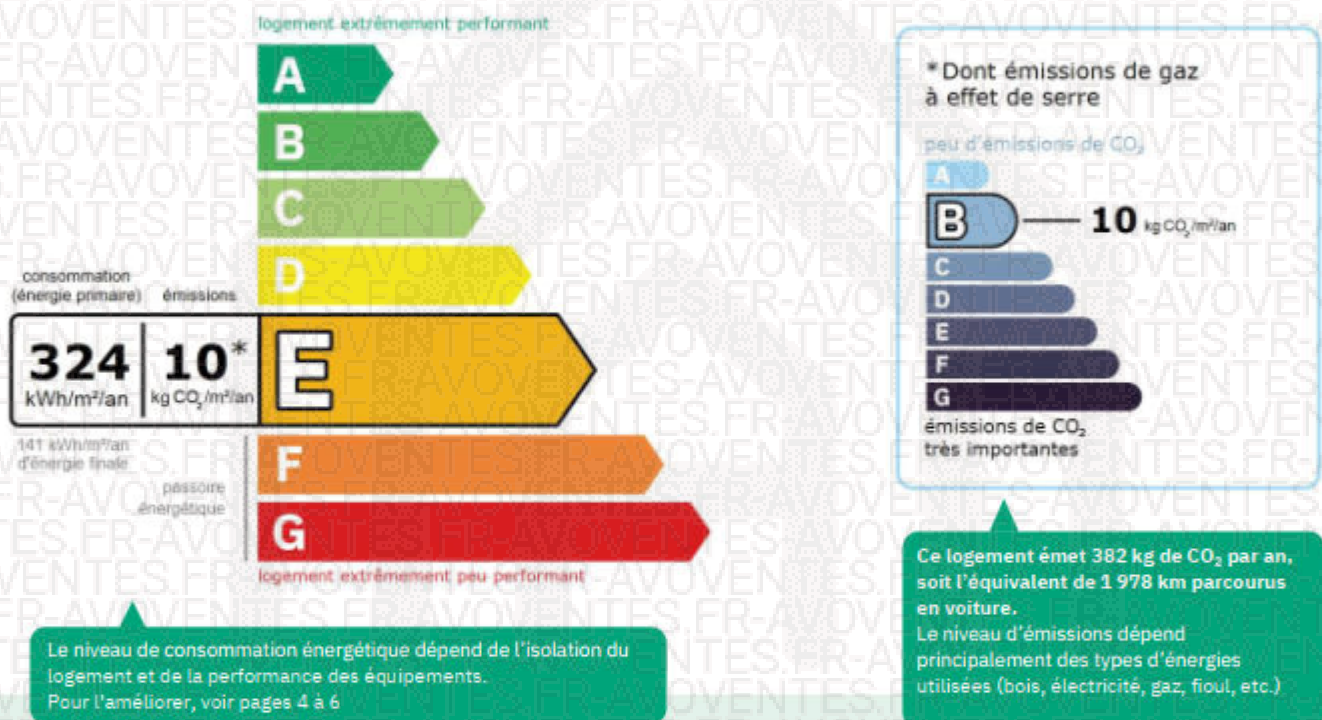 logement extrêmement performant
A
B
C
D
consommation
(énergie primaire) émissions
324 10* E
kWh/m²/an kg CO₂/m²/an
141 kWh/m²/an
d'énergie finale
passoire
énergétique
F
G
logement extrêmement peu performant
Le niveau de consommation énergétique dépend de l'isolation du
logement et de la performance des équipements.
Pour l'améliorer, voir pages 4 à 6
*Dont émissions de gaz
à effet de serre
peu d'émissions de CO₂
A
B 10 kg CO₂/m²/an
C
D
E
F
G
émissions de CO₂
très importantes
Ce logement émet 382 kg de CO₂ par an,
soit l'équivalent de 1 978 km parcourus
en voiture.
Le niveau d'émissions dépend
principalement des types d'énergies
utilisées (bois, électricité, gaz, fioul, etc.)